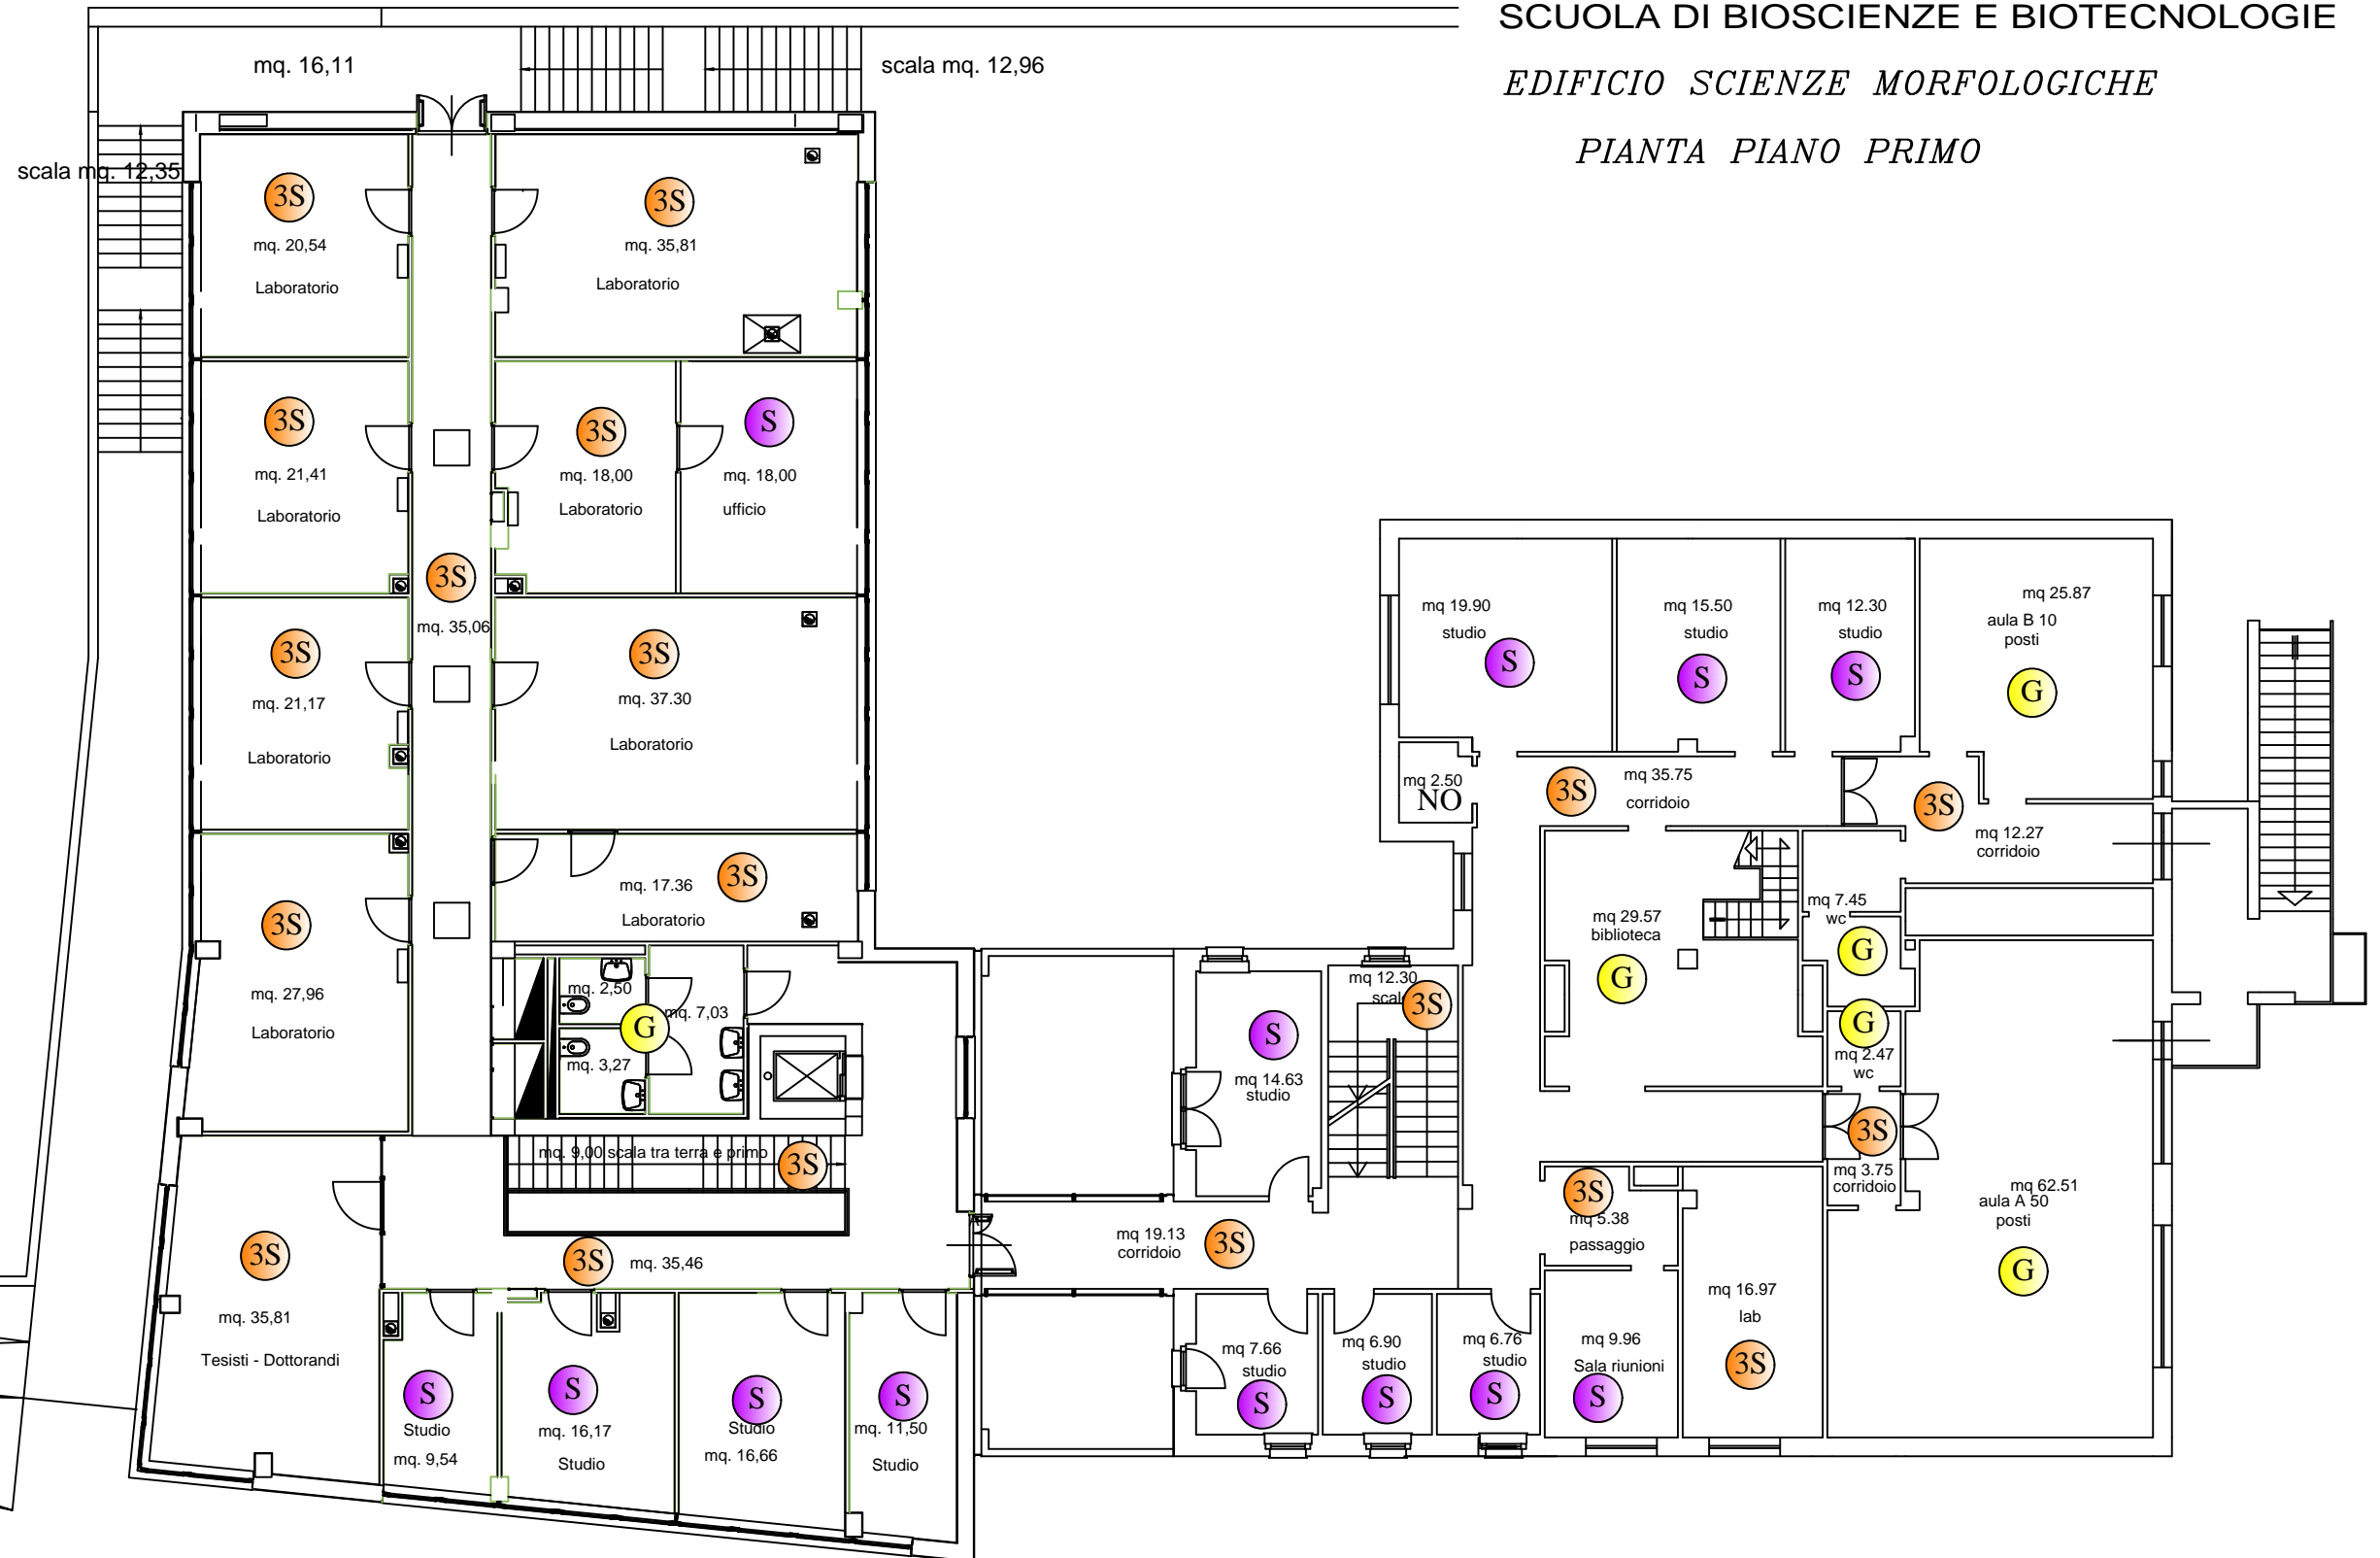 SCUOLA DI BIOSCIENZE E BIOTECNOLOGIE
EDIFICIO SCIENZE MORFOLOGICHE
PIANTA PIANO PRIMO
mq. 16,11
scala mq. 12,96
scala mq. 12,35
3S
mq. 20,54
Laboratorio
3S
mq. 35,81
Laboratorio
3S
mq. 21,41
Laboratorio
3S
mq. 18,00
Laboratorio
S
mq. 18,00
ufficio
3S
mq. 35,06
3S
mq. 21,17
Laboratorio
3S
mq. 37.30
Laboratorio
3S
mq. 17.36
Laboratorio
3S
mq. 27,96
Laboratorio
mq. 2,50
G
mq. 7,03
mq. 3,27
mq. 9,00 scala tra terra e primo
3S
3S
mq. 35,46
3S
mq. 35,81
Tesisti - Dottorandi
S
Studio
mq. 9,54
S
mq. 16,17
Studio
S
Studio
mq. 16,66
S
mq. 11,50
Studio
mq 19.90
studio
S
mq 15.50
studio
S
mq 12.30
studio
S
mq 25.87
aula B 10
posti
G
mq 2.50
NO
3S
mq 35.75
corridoio
3S
mq 12.27
corridoio
mq 29.57
biblioteca
G
mq 7.45
wc
G
G
mq 2.47
wc
3S
mq 3.75
corridoio
mq 62.51
aula A 50
posti
G
mq 12.30
scala
3S
S
mq 14.63
studio
mq 19.13
corridoio
3S
3S
mq 5.38
passaggio
mq 7.66
studio
S
mq 6.90
studio
S
mq 6.76
studio
S
mq 9.96
Sala riunioni
S
mq 16.97
lab
3S